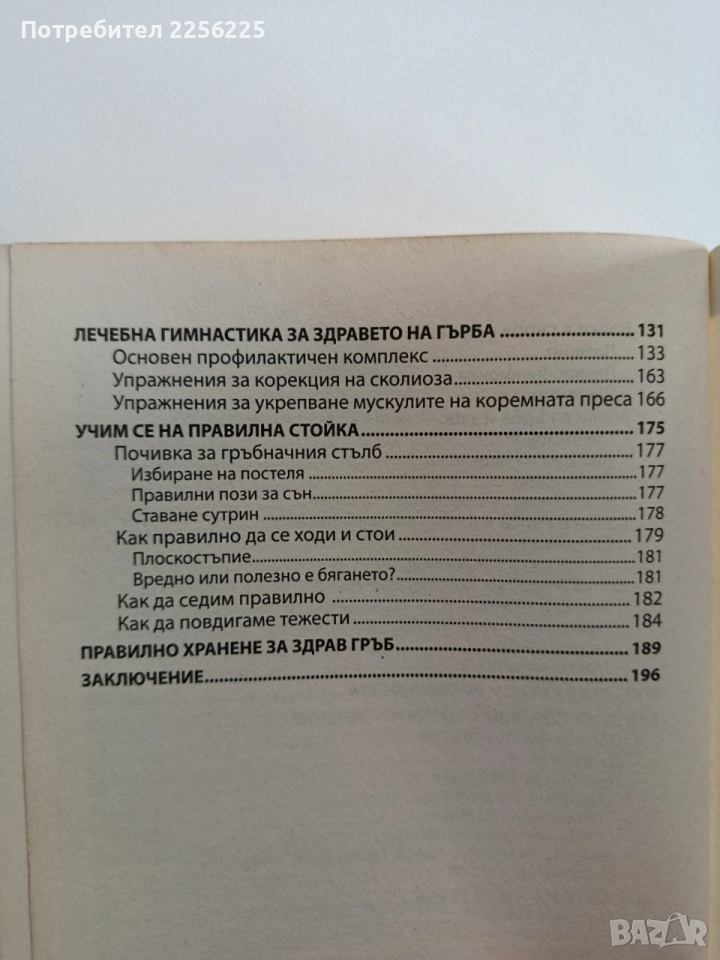 Потребител 2256225
ЛЕЧЕБНА ГИМНАСТИКА ЗА ЗДРАВЕТО НА ГЪРБА ........................ 131
Основен профилактичен комплекс ........................ 133
Упражнения за корекция на сколиоза ........................ 163
Упражнения за укрепване мускулите на коремната преса 166
УЧИМ СЕ НА ПРАВИЛНА СТОЙКА ........................ 175
Почивка за гръбначния стълб ........................ 177
Избиране на постеля ........................ 177
Правилни пози за сън ........................ 177
Ставане сутрин ........................ 178
Как правилно да се ходи и стои ........................ 179
Плоскостъпие ........................ 181
Вредно или полезно е бягането? ........................ 181
Как да седим правилно ........................ 182
Как да повдигаме тежести ........................ 184
ПРАВИЛНО ХРАНЕНЕ ЗА ЗДРАВ ГРЪБ ........................ 189
ЗАКЛЮЧЕНИЕ ........................ 196
BAZAR